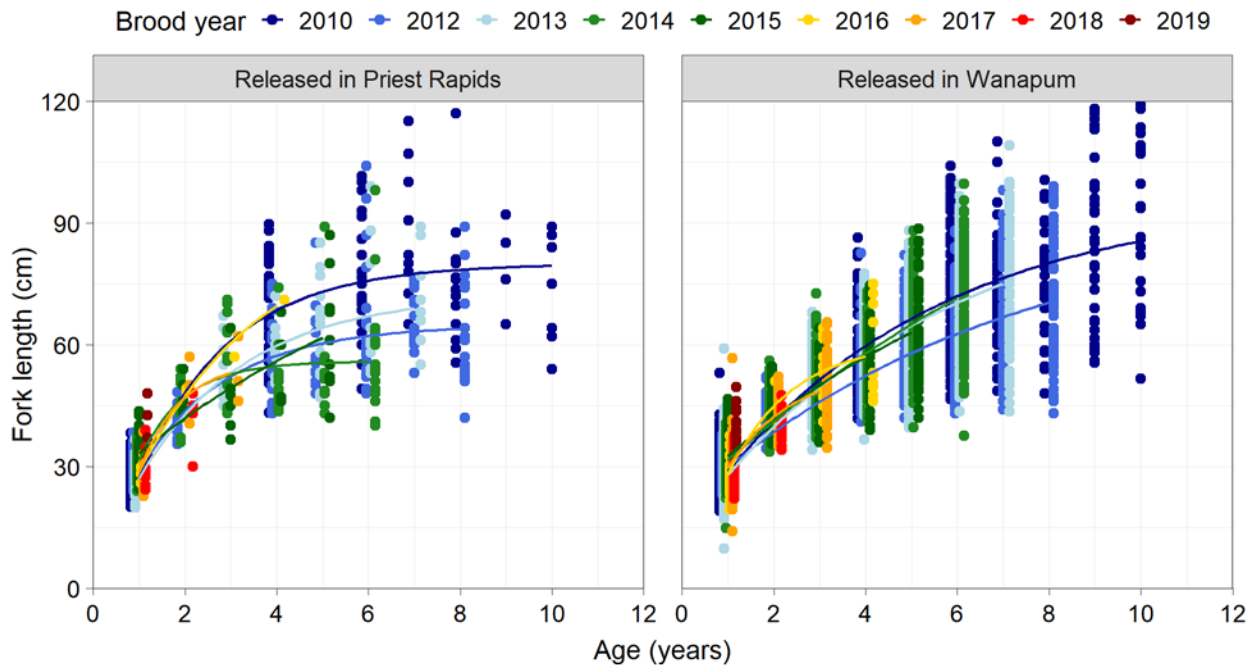 Brood year 2010 2012 2013 2014 2015 2016 2017 2018 2019
Released in Priest Rapids Released in Wanapum
120
90
60
30
0
Fork length (cm)
0 2 4 6 8 10 12 0 2 4 6 8 10 12
Age (years)